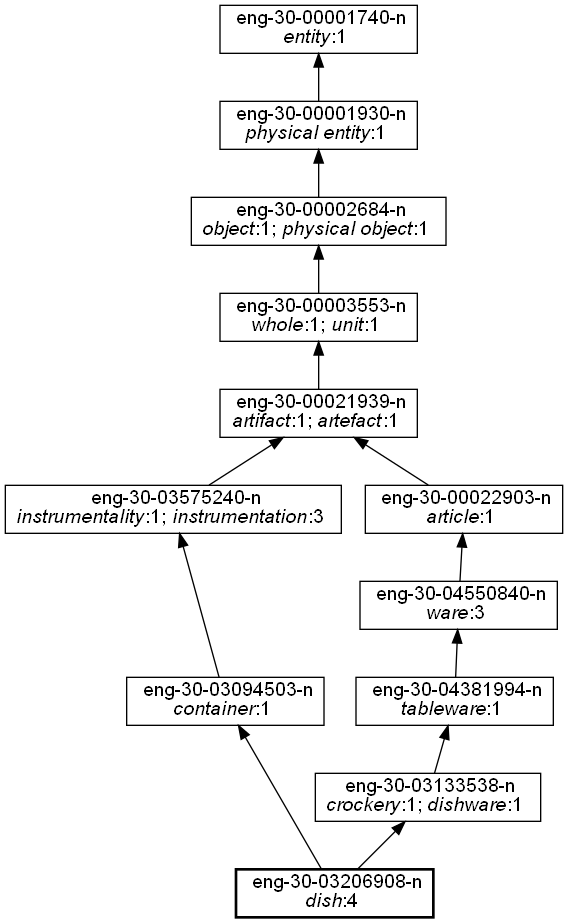 eng-30-00001740-n
entity:1
eng-30-00001930-n
physical entity:1
eng-30-00002684-n
object:1; physical object:1
eng-30-00003553-n
whole:1; unit:1
eng-30-00021939-n
artifact:1; artefact:1
eng-30-03575240-n
instrumentality:1; instrumentation:3
eng-30-00022903-n
article:1
eng-30-04550840-n
ware:3
eng-30-03094503-n
container:1
eng-30-04381994-n
tableware:1
eng-30-03133538-n
crockery:1; dishware:1
eng-30-03206908-n
dish:4